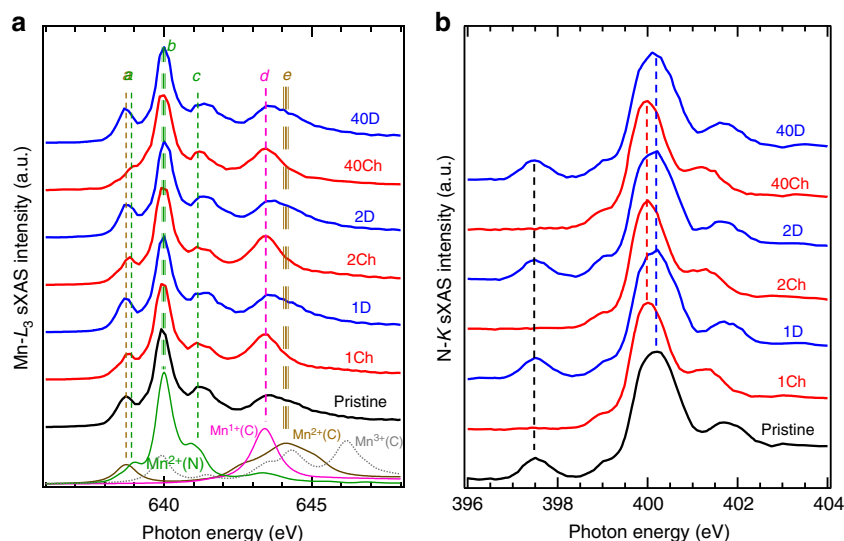 a
b
a
b
c
d
e
40D
40Ch
2D
2Ch
1D
1Ch
Pristine
Mn¹⁺(C)
Mn²⁺(C)
Mn³⁺(C)
Mn²⁺(N)
640
645
Photon energy (eV)
Mn-L₃ sXAS intensity (a.u.)
40D
40Ch
2D
2Ch
1D
1Ch
Pristine
396
398
400
402
404
Photon energy (eV)
N-K sXAS intensity (a.u.)